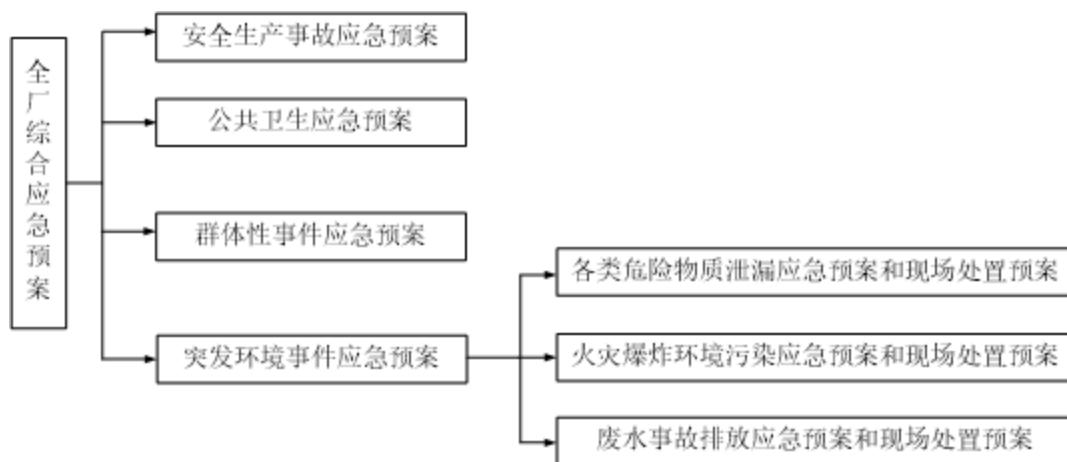 全厂综合应急预案
安全生产事故应急预案
公共卫生应急预案
群体性事件应急预案
突发环境事件应急预案
各类危险物质泄漏应急预案和现场处置预案
火灾爆炸环境污染应急预案和现场处置预案
废水事故排放应急预案和现场处置预案